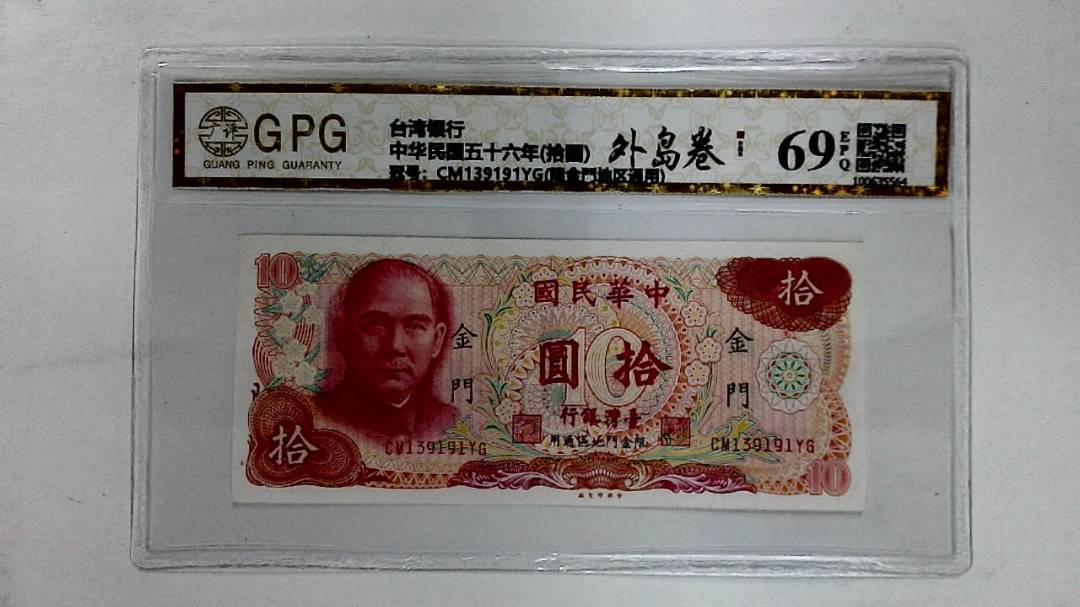 GPG
GUANG PING GUARANTY
台湾银行
中华民国五十六年(拾圆)
冠号: CM139191YG(限金門地区通用)
外岛卷
69
EPQ
100635564
10
國民華中
拾
金門
金門
圓拾
10
行銀灣臺
用通區地門金限
拾
CM139191YG
CM139191YG
10